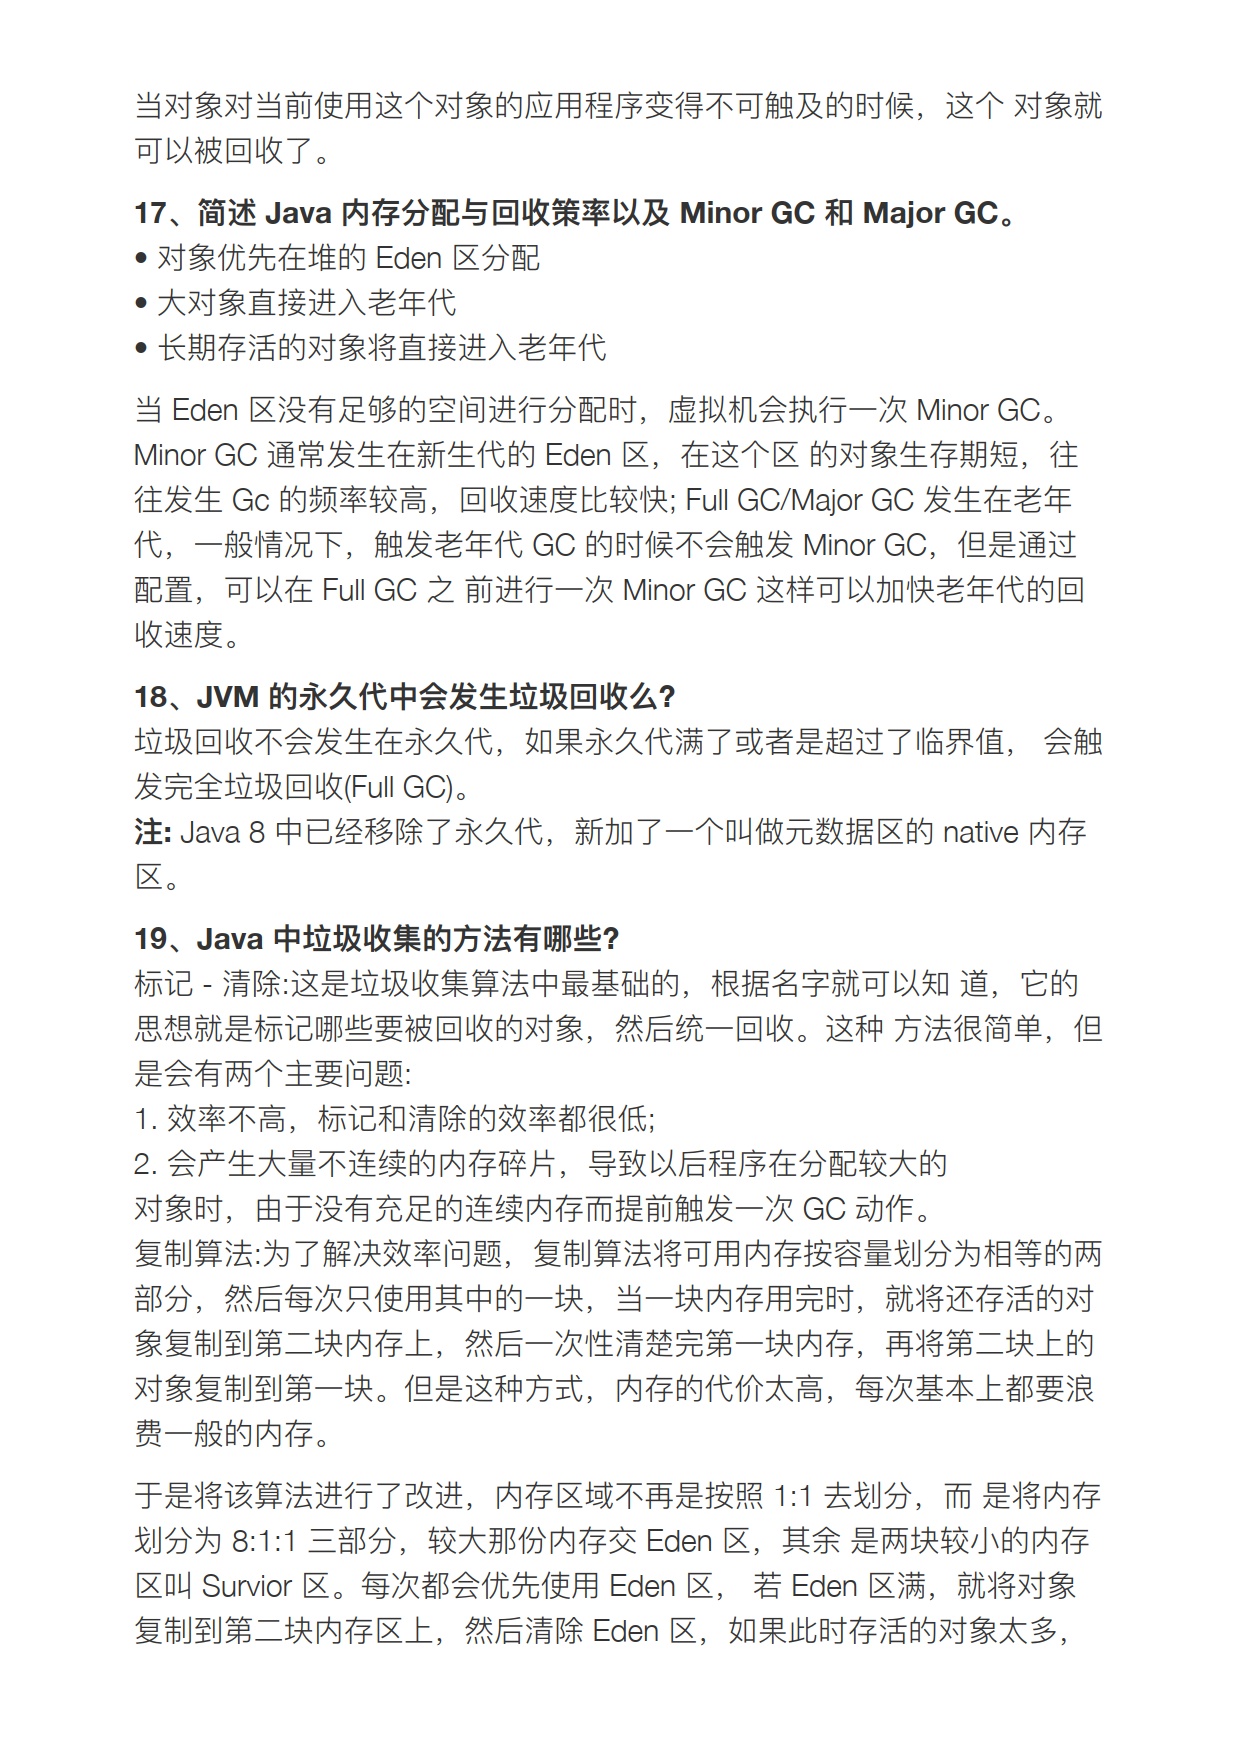 当对象对当前使用这个对象的应用程序变得不可触及的时候，这个 对象就
可以被回收了。
17、简述 Java 内存分配与回收策率以及 Minor GC 和 Major GC。
• 对象优先在堆的 Eden 区分配
• 大对象直接进入老年代
• 长期存活的对象将直接进入老年代
当 Eden 区没有足够的空间进行分配时，虚拟机会执行一次 Minor GC。
Minor GC 通常发生在新生代的 Eden 区，在这个区 的对象生存期短，往
往发生 Gc 的频率较高，回收速度比较快; Full GC/Major GC 发生在老年
代，一般情况下，触发老年代 GC 的时候不会触发 Minor GC，但是通过
配置，可以在 Full GC 之 前进行一次 Minor GC 这样可以加快老年代的回
收速度。
18、JVM 的永久代中会发生垃圾回收么?
垃圾回收不会发生在永久代，如果永久代满了或者是超过了临界值， 会触
发完全垃圾回收(Full GC)。
注: Java 8 中已经移除了永久代，新加了一个叫做元数据区的 native 内存
区。
19、Java 中垃圾收集的方法有哪些?
标记 - 清除:这是垃圾收集算法中最基础的，根据名字就可以知 道，它的
思想就是标记哪些要被回收的对象，然后统一回收。这种 方法很简单，但
是会有两个主要问题:
1. 效率不高，标记和清除的效率都很低;
2. 会产生大量不连续的内存碎片，导致以后程序在分配较大的
对象时，由于没有充足的连续内存而提前触发一次 GC 动作。
复制算法:为了解决效率问题，复制算法将可用内存按容量划分为相等的两
部分，然后每次只使用其中的一块，当一块内存用完时，就将还存活的对
象复制到第二块内存上，然后一次性清楚完第一块内存，再将第二块上的
对象复制到第一块。但是这种方式，内存的代价太高，每次基本上都要浪
费一般的内存。
于是将该算法进行了改进，内存区域不再是按照 1:1 去划分，而 是将内存
划分为 8:1:1 三部分，较大那份内存交 Eden 区，其余 是两块较小的内存
区叫 Survior 区。每次都会优先使用 Eden 区， 若 Eden 区满，就将对象
复制到第二块内存区上，然后清除 Eden 区，如果此时存活的对象太多，